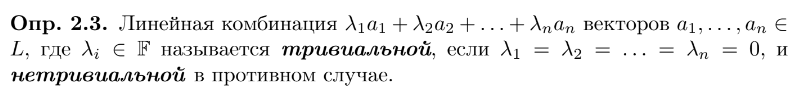 Опр. 2.3. Линейная комбинация λ₁a₁ + λ₂a₂ + . . . + λₙaₙ векторов a₁, . . . , aₙ ∈
L, где λᵢ ∈ 𝔽 называется тривиальной, если λ₁ = λ₂ = . . . = λₙ = 0, и
нетривиальной в противном случае.